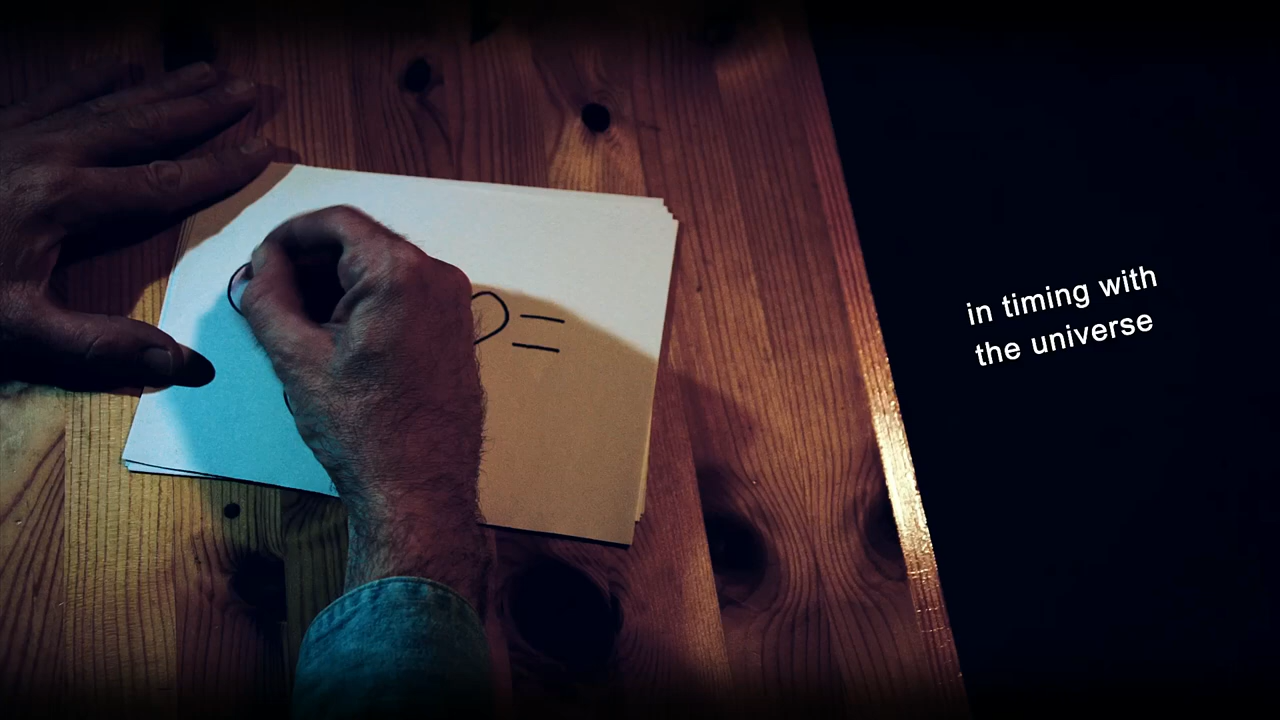 =
in timing with
the universe